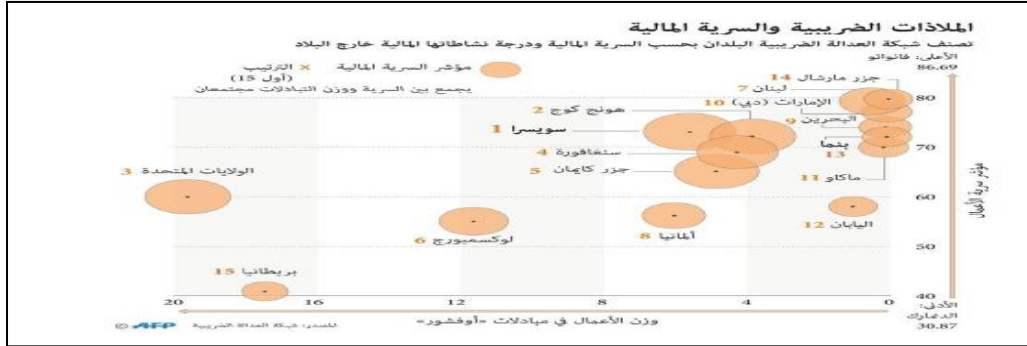 الملاذات الضريبية والسرية المالية
تصنف شبكة العدالة الضريبية البلدان بحسب السرية المالية ودرجة نشاطاتها المالية خارج البلاد
الأعلى: فانواتو
86.69
مؤشر السرية المالية
× الترتيب
(أول 15)
يجمع بين السرية ووزن التبادلات مجتمعان
جزر مارشال 14
لبنان 7
الإمارات (دبي) 10
البحرين 9
بنما
13
ماكاو 11
هونج كونج 2
سويسرا 1
سنغافورة 4
جزر كايمان 5
الولايات المتحدة 3
اليابان 12
ألمانيا 8
لوكسمبورج 6
بريطانيا 15
80
70
60
50
40
مؤشر سرية الأعمال
0
4
8
12
16
20
الأدنى:
الدنمارك
30.87
وزن الأعمال في مبادلات «أوفشور»
المصدر: شبكة العدالة الضريبية
AFP ©